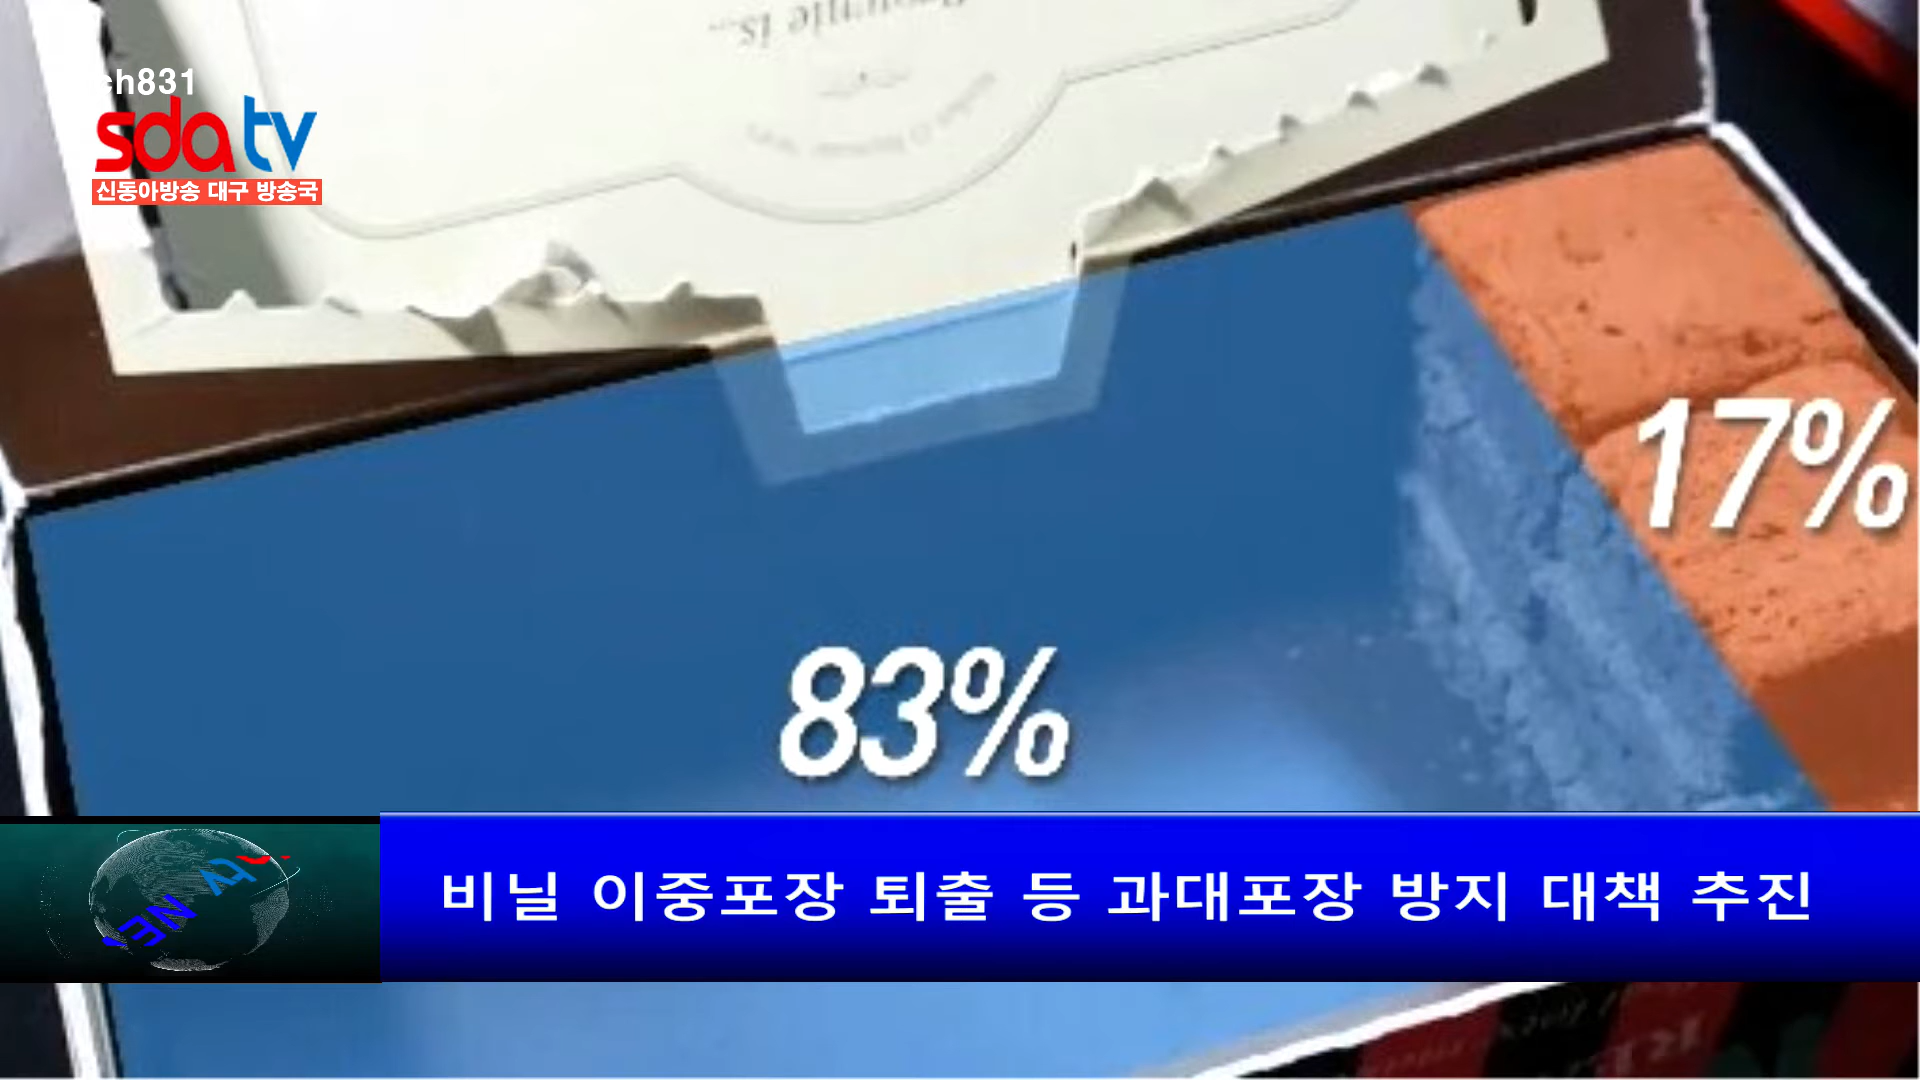 ch831
sda tv
신동아방송 대구 방송국
17%
83%
비닐 이중포장 퇴출 등 과대포장 방지 대책 추진